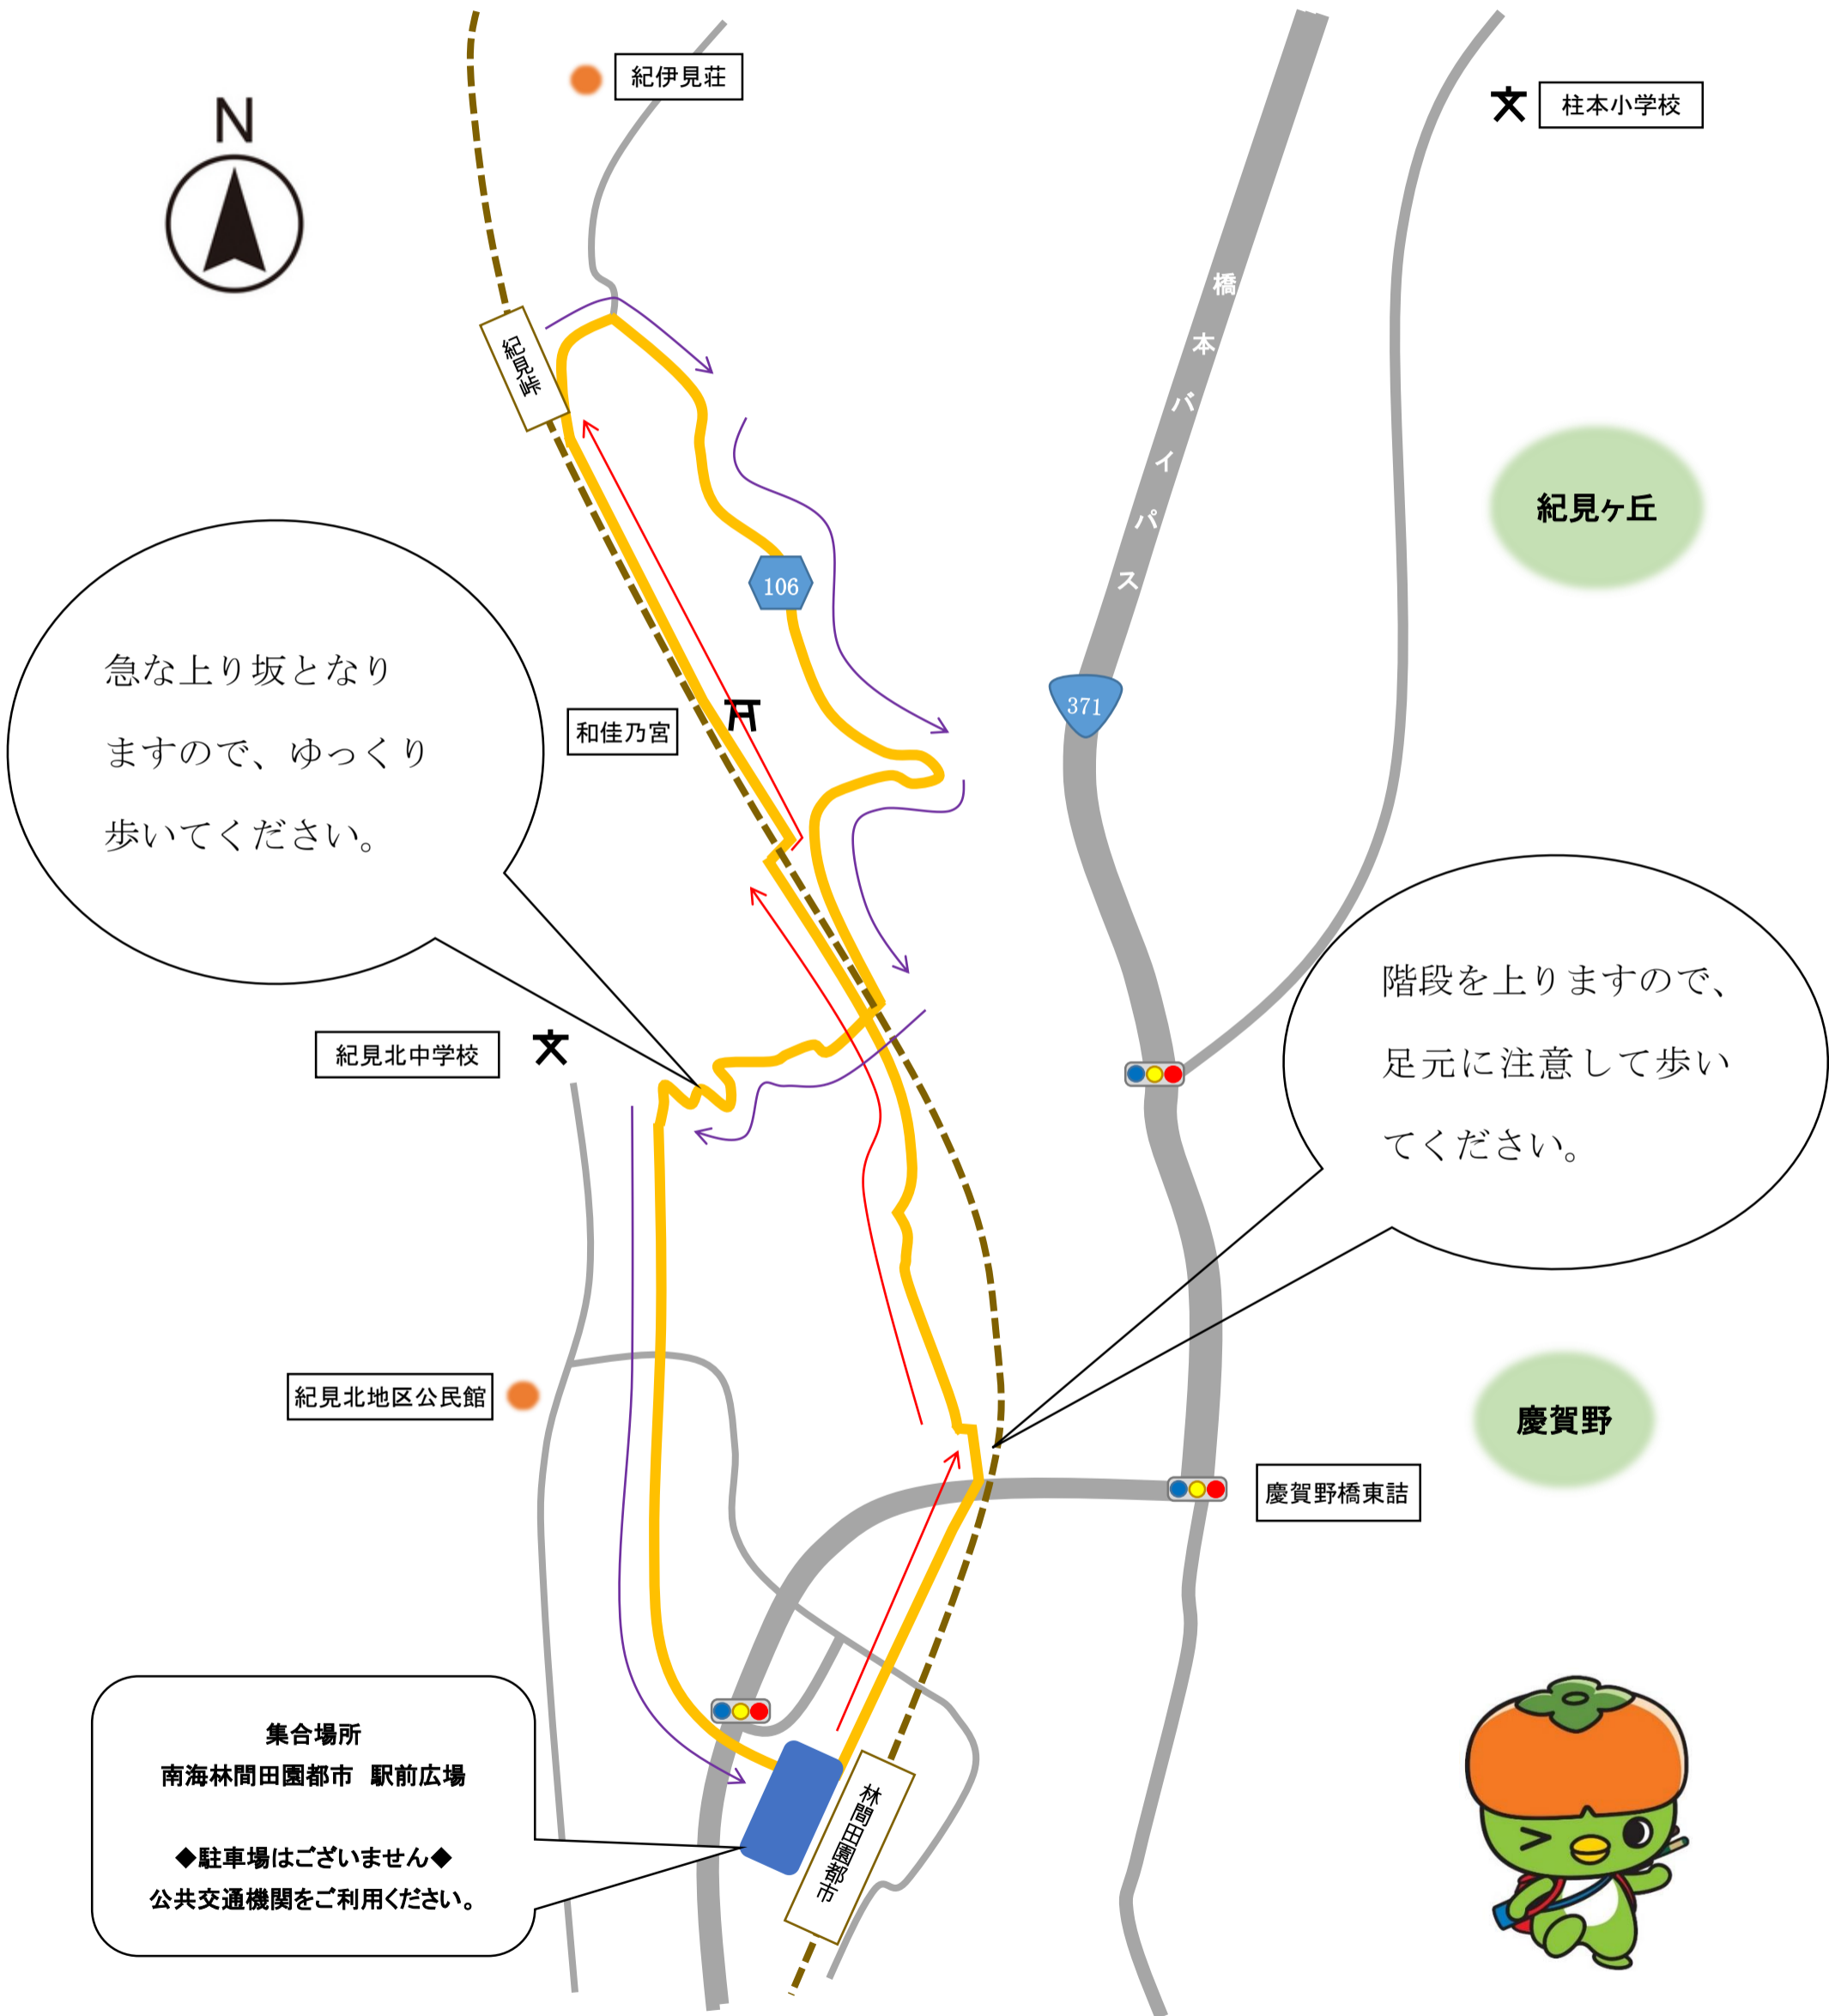 N
紀伊見荘
柱本小学校
橋本バイパス
紀見峠
紀見ヶ丘
106
急な上り坂となり
ますので、ゆっくり
歩いてください。
371
和佳乃宮
階段を上りますので、
足元に注意して歩い
てください。
紀見北中学校
紀見北地区公民館
慶賀野
慶賀野橋東詰
集合場所
南海林間田園都市 駅前広場
◆駐車場はございません◆
公共交通機関をご利用ください。
林間田園都市